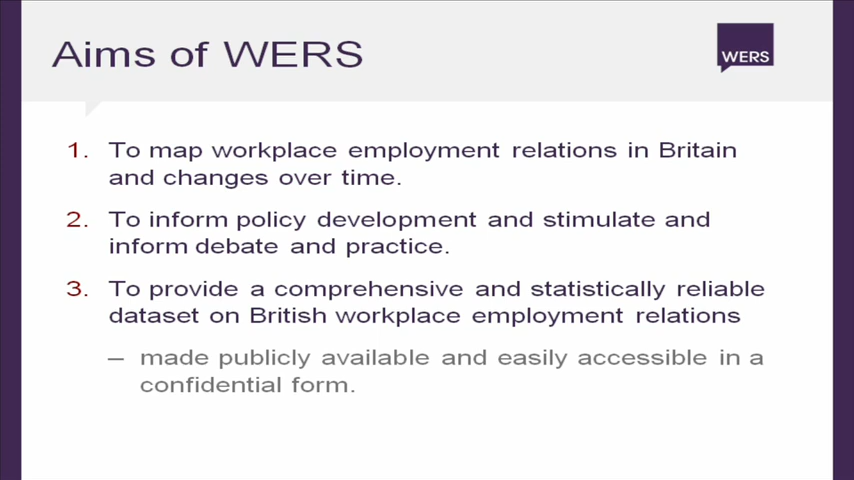 Aims of WERS
WERS
1. To map workplace employment relations in Britain
and changes over time.
2. To inform policy development and stimulate and
inform debate and practice.
3. To provide a comprehensive and statistically reliable
dataset on British workplace employment relations
– made publicly available and easily accessible in a
confidential form.